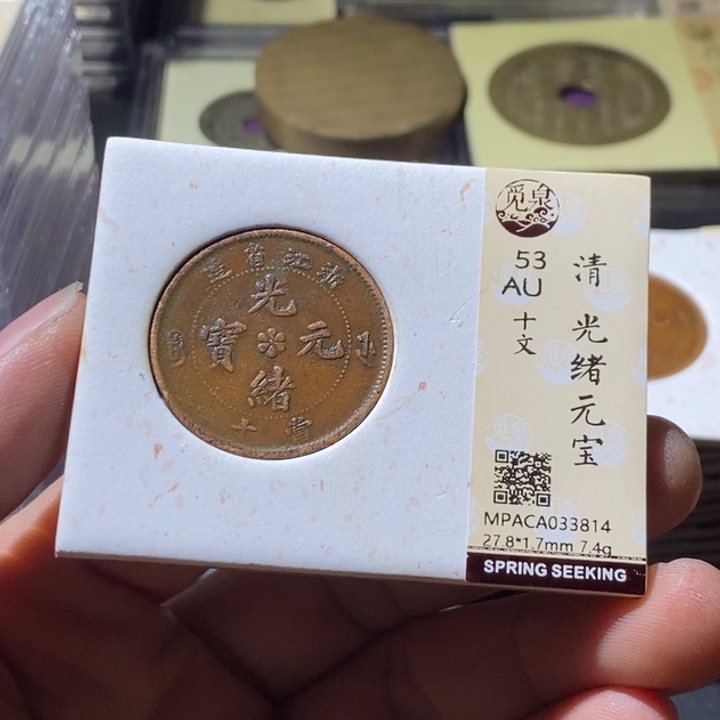 浙江省造
光緒元寶
當十
觅泉
53
AU
十文
清 光绪元宝
MPACA033814
27.8*1.7mm 7.4g
SPRING SEEKING